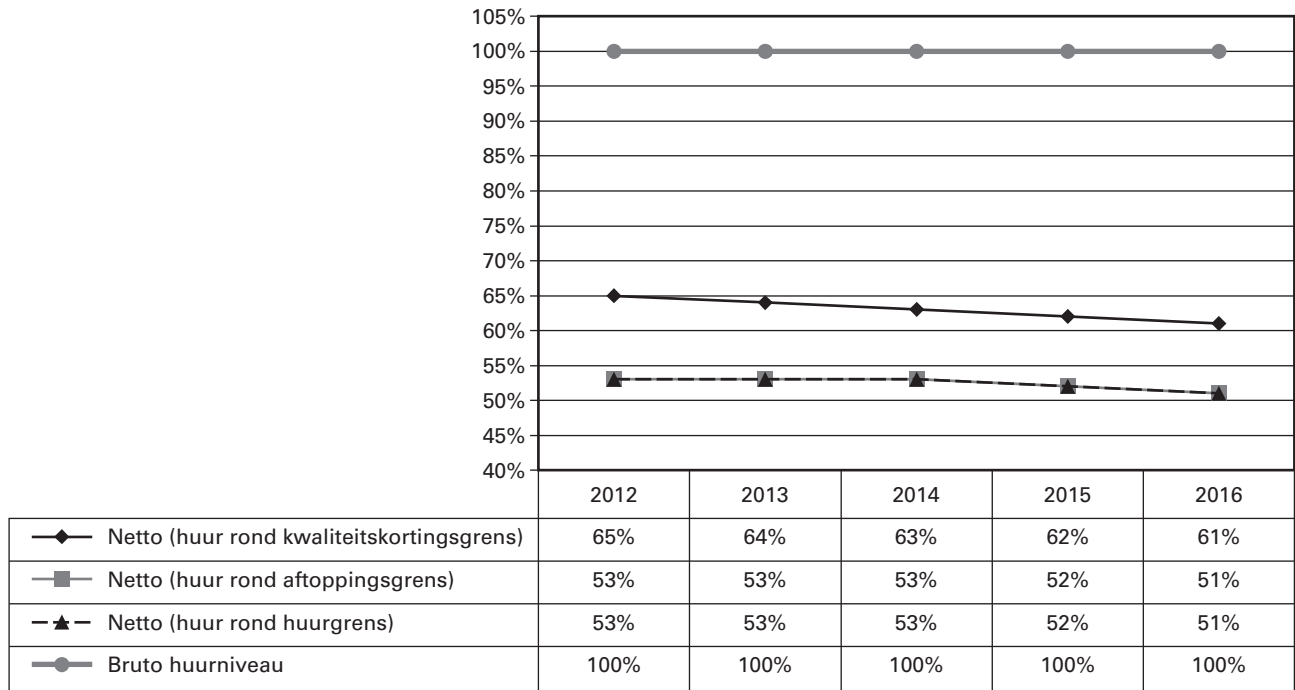 105%
100%
95%
90%
85%
80%
75%
70%
65%
60%
55%
50%
45%
40%
2012 2013 2014 2015 2016
Netto (huur rond kwaliteitskortingsgrens) 65% 64% 63% 62% 61%
Netto (huur rond aftoppingsgrens) 53% 53% 53% 52% 51%
Netto (huur rond huurgrens) 53% 53% 53% 52% 51%
Bruto huurniveau 100% 100% 100% 100% 100%